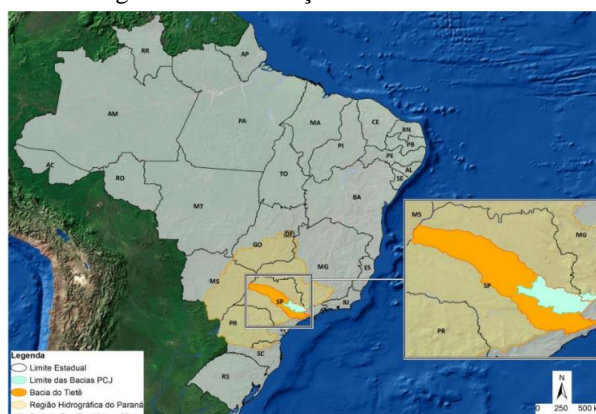 RR
AP
AM
PA
MA
CE
RN
PB
PI
PE
AL
SE
AC
RO
TO
BA
MT
GO
DF
MG
ES
MS
SP
RJ
PR
SC
RS
MS
MG
SP
PR
N
0 250 500 K
Legenda
Limite Estadual
Limite das Bacias PCJ
Bacia do Tietê
Região Hidrográfica do Paraná